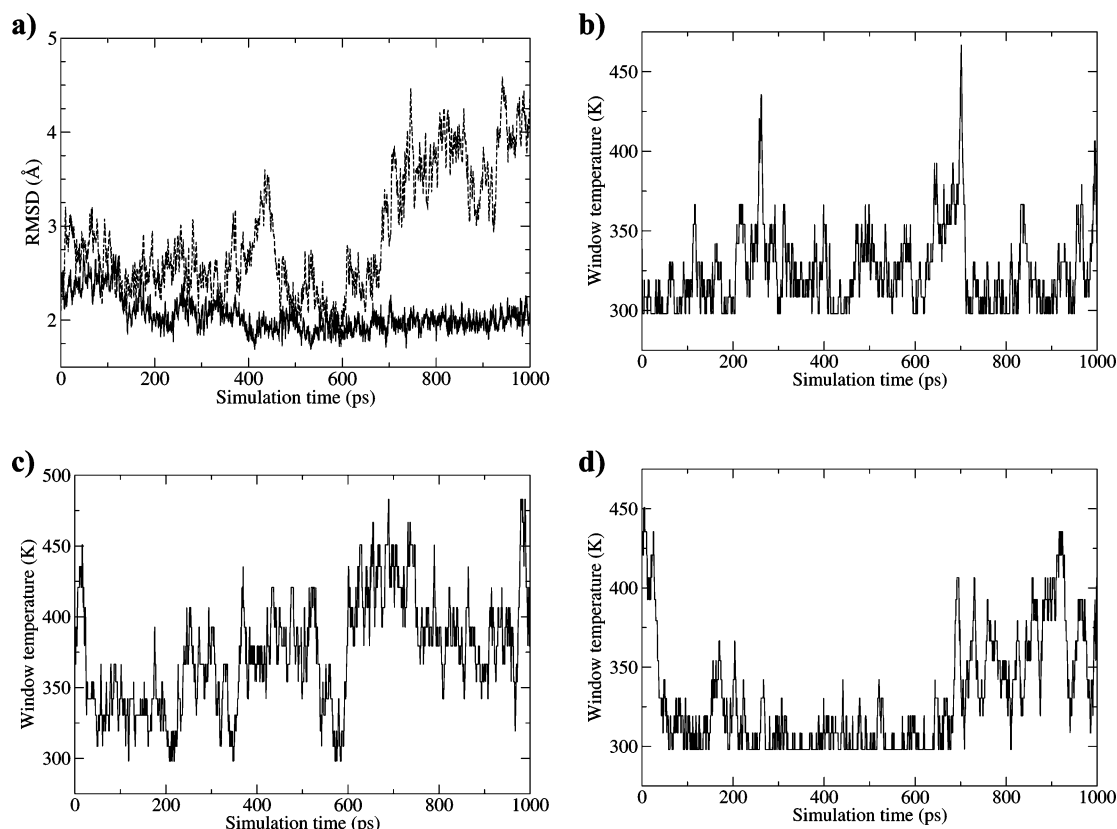 a)
5
4
3
2
RMSD (Å)
0 200 400 600 800 1000
Simulation time (ps)
b)
450
400
350
300
Window temperature (K)
0 200 400 600 800 1000
Simulation time (ps)
c)
500
450
400
350
300
Window temperature (K)
0 200 400 600 800 1000
Simulation time (ps)
d)
450
400
350
300
Window temperature (K)
0 200 400 600 800 1000
Simulation time (ps)